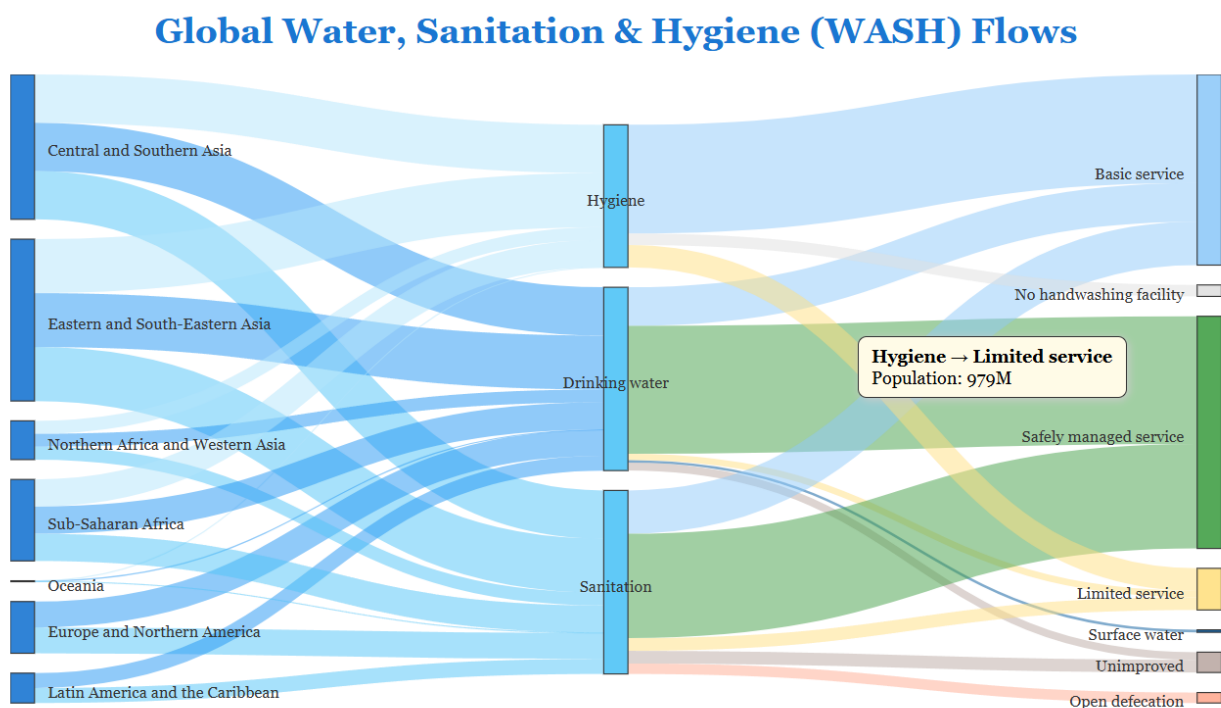 Global Water, Sanitation & Hygiene (WASH) Flows
Central and Southern Asia
Eastern and South-Eastern Asia
Northern Africa and Western Asia
Sub-Saharan Africa
Oceania
Europe and Northern America
Latin America and the Caribbean
Hygiene
Drinking water
Sanitation
Hygiene → Limited service
Population: 979M
Basic service
No handwashing facility
Safely managed service
Limited service
Surface water
Unimproved
Open defecation